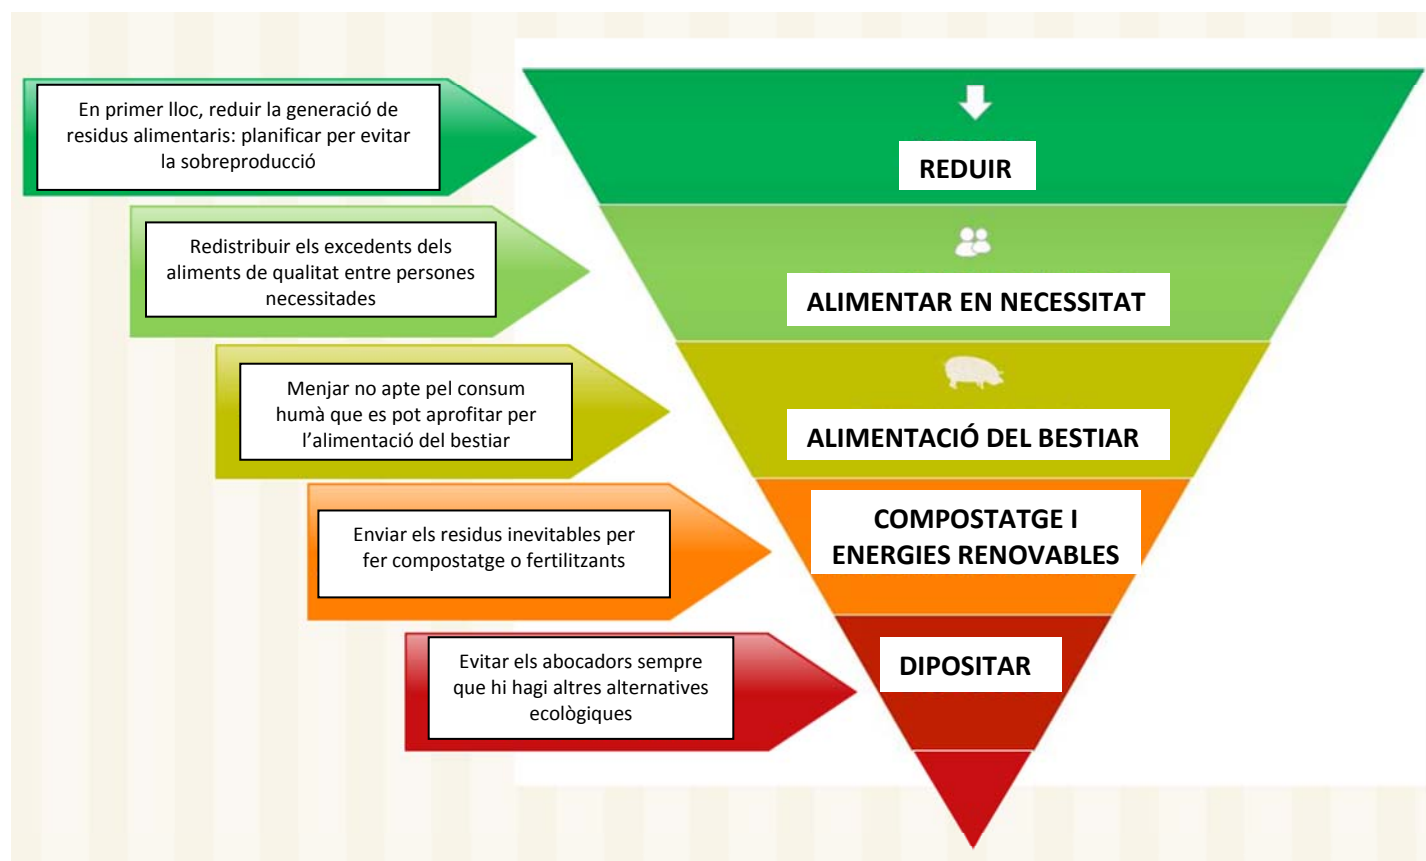 En primer lloc, reduir la generació de
residus alimentaris: planificar per evitar
la sobreproducció
REDUIR
Redistribuir els excedents dels
aliments de qualitat entre persones
necessitades
ALIMENTAR EN NECESSITAT
Menjar no apte pel consum
humà que es pot aprofitar per
l’alimentació del bestiar
ALIMENTACIÓ DEL BESTIAR
Enviar els residus inevitables per
fer compostatge o fertilitzants
COMPOSTATGE I
ENERGIES RENOVABLES
Evitar els abocadors sempre
que hi hagi altres alternatives
ecològiques
DIPOSITAR